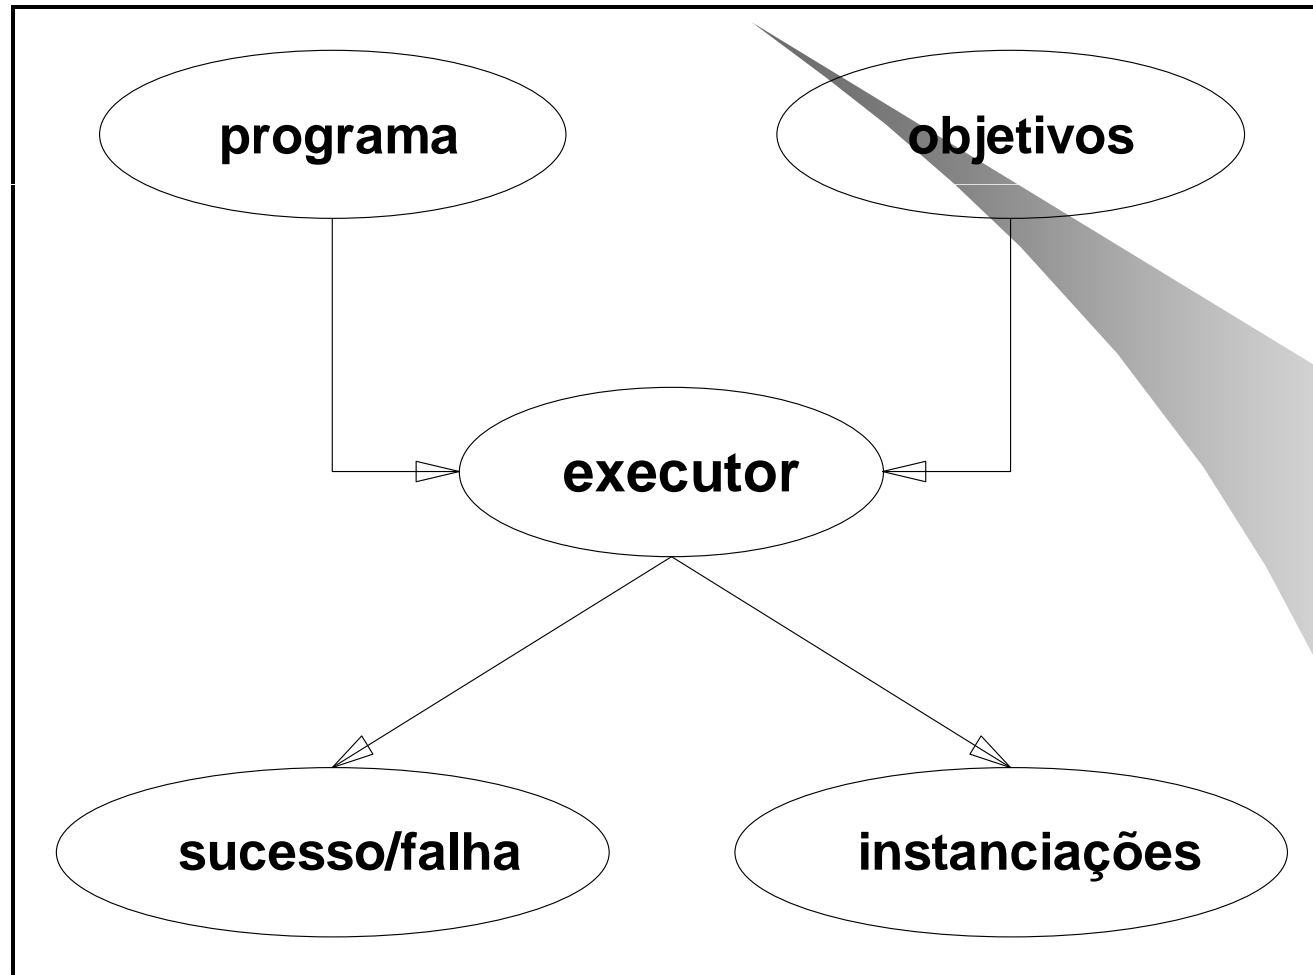 programa
objetivos
executor
sucesso/falha
instanciações